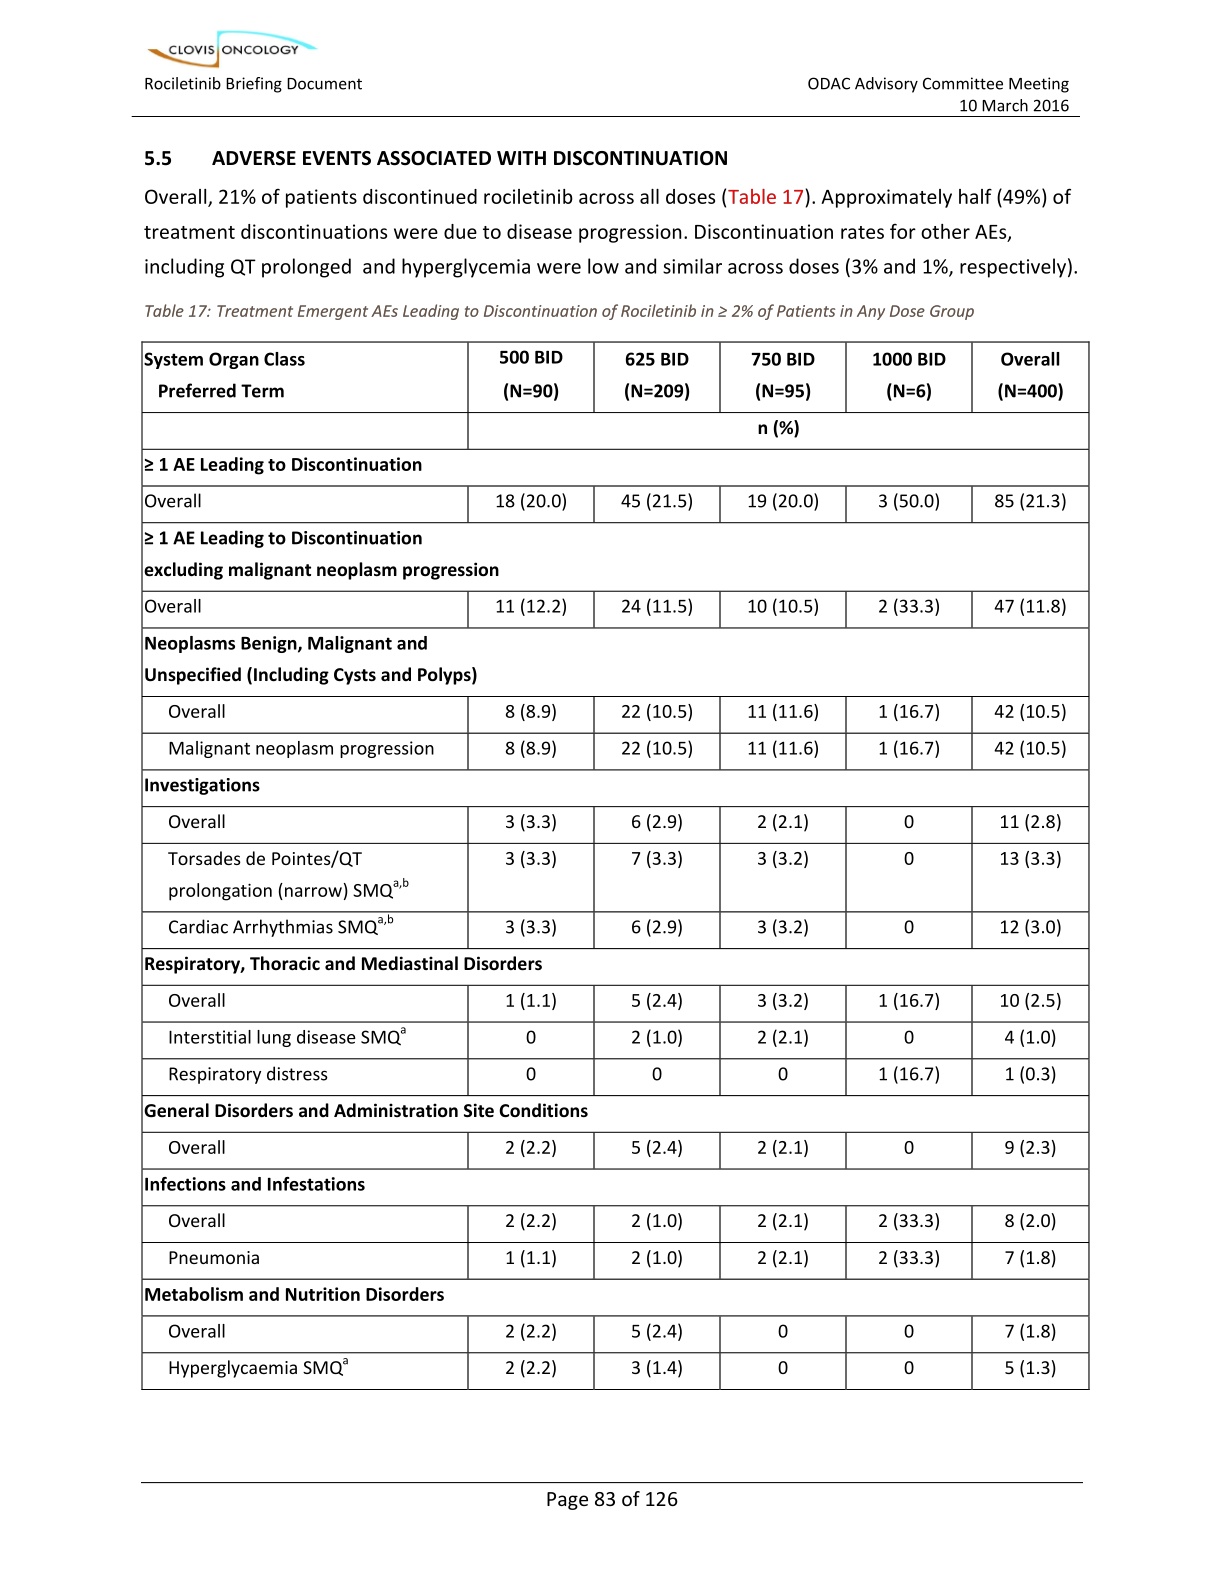 CLOVIS ONCOLOGY
Rociletinib Briefing Document ODAC Advisory Committee Meeting
10 March 2016
5.5 ADVERSE EVENTS ASSOCIATED WITH DISCONTINUATION
Overall, 21% of patients discontinued rociletinib across all doses (Table 17). Approximately half (49%) of
treatment discontinuations were due to disease progression. Discontinuation rates for other AEs,
including QT prolonged and hyperglycemia were low and similar across doses (3% and 1%, respectively).
Table 17: Treatment Emergent AEs Leading to Discontinuation of Rociletinib in ≥ 2% of Patients in Any Dose Group
System Organ Class 500 BID 625 BID 750 BID 1000 BID Overall
Preferred Term (N=90) (N=209) (N=95) (N=6) (N=400)
n (%)
≥ 1 AE Leading to Discontinuation
Overall 18 (20.0) 45 (21.5) 19 (20.0) 3 (50.0) 85 (21.3)
≥ 1 AE Leading to Discontinuation
excluding malignant neoplasm progression
Overall 11 (12.2) 24 (11.5) 10 (10.5) 2 (33.3) 47 (11.8)
Neoplasms Benign, Malignant and
Unspecified (Including Cysts and Polyps)
Overall 8 (8.9) 22 (10.5) 11 (11.6) 1 (16.7) 42 (10.5)
Malignant neoplasm progression 8 (8.9) 22 (10.5) 11 (11.6) 1 (16.7) 42 (10.5)
Investigations
Overall 3 (3.3) 6 (2.9) 2 (2.1) 0 11 (2.8)
Torsades de Pointes/QT 3 (3.3) 7 (3.3) 3 (3.2) 0 13 (3.3)
prolongation (narrow) SMQa,b
Cardiac Arrhythmias SMQa,b 3 (3.3) 6 (2.9) 3 (3.2) 0 12 (3.0)
Respiratory, Thoracic and Mediastinal Disorders
Overall 1 (1.1) 5 (2.4) 3 (3.2) 1 (16.7) 10 (2.5)
Interstitial lung disease SMQa 0 2 (1.0) 2 (2.1) 0 4 (1.0)
Respiratory distress 0 0 0 1 (16.7) 1 (0.3)
General Disorders and Administration Site Conditions
Overall 2 (2.2) 5 (2.4) 2 (2.1) 0 9 (2.3)
Infections and Infestations
Overall 2 (2.2) 2 (1.0) 2 (2.1) 2 (33.3) 8 (2.0)
Pneumonia 1 (1.1) 2 (1.0) 2 (2.1) 2 (33.3) 7 (1.8)
Metabolism and Nutrition Disorders
Overall 2 (2.2) 5 (2.4) 0 0 7 (1.8)
Hyperglycaemia SMQa 2 (2.2) 3 (1.4) 0 0 5 (1.3)
Page 83 of 126